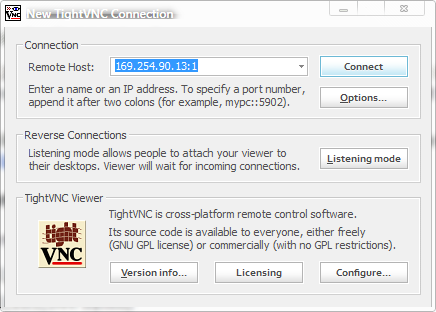 New TightVNC Connection
Connection
Remote Host: 169.254.90.13:1 Connect
Enter a name or an IP address. To specify a port number,
append it after two colons (for example, mypc::5902).
Options...
Reverse Connections
Listening mode allows people to attach your viewer to
their desktops. Viewer will wait for incoming connections.
Listening mode
TightVNC Viewer
tight
VNC
TightVNC is cross-platform remote control software.
Its source code is available to everyone, either freely
(GNU GPL license) or commercially (with no GPL restrictions).
Version info... Licensing Configure...